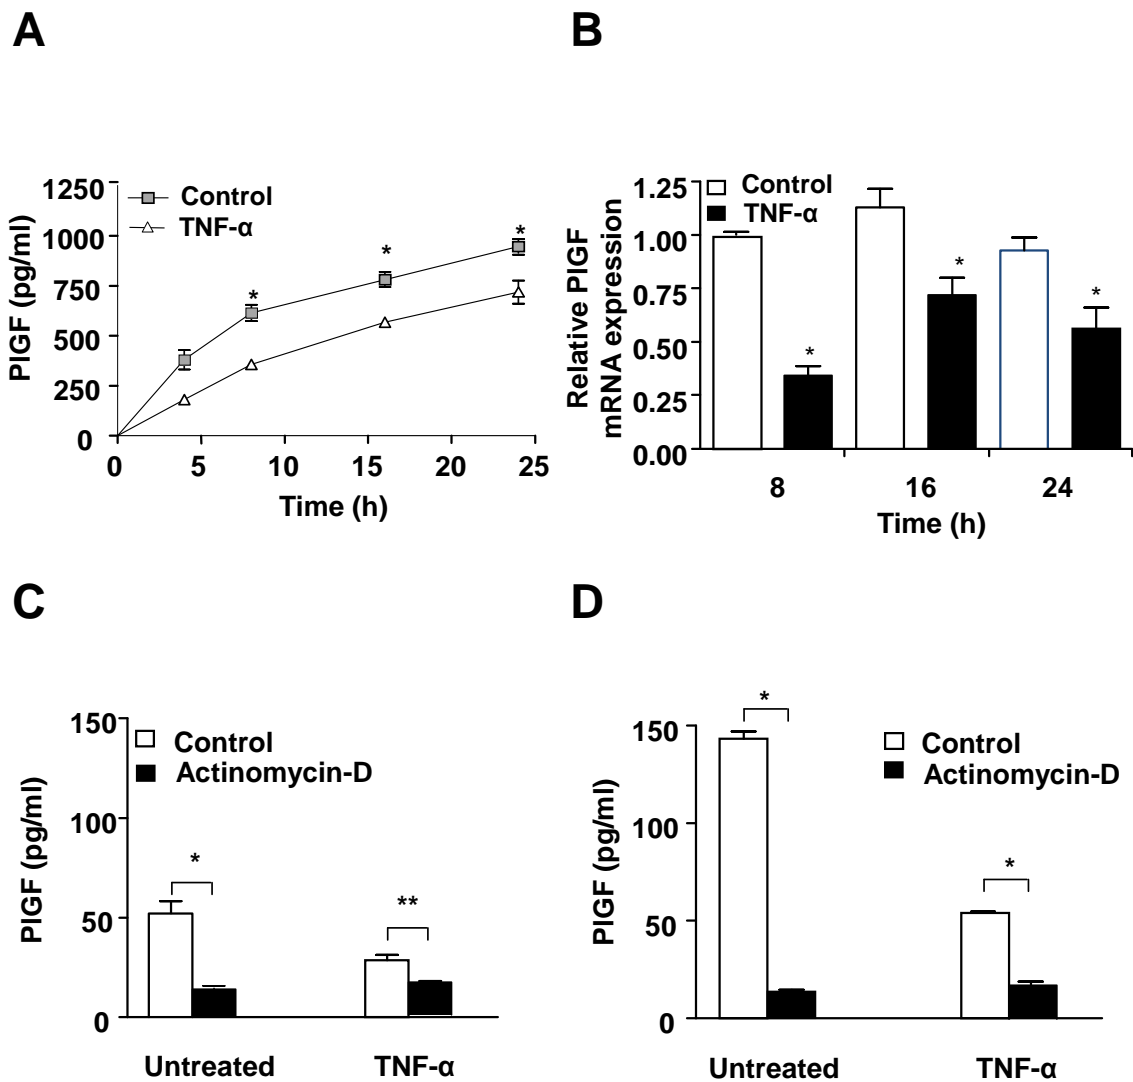 A
B
1250
1000
750
500
250
0
PlGF (pg/ml)
Control
TNF-α
*
*
*
0 5 10 15 20 25
Time (h)
1.25
1.00
0.75
0.50
0.25
0.00
Relative PlGF
mRNA expression
Control
TNF-α
*
*
*
8 16 24
Time (h)
C
D
150
100
50
0
PlGF (pg/ml)
Control
Actinomycin-D
*
**
Untreated TNF-α
150
100
50
0
PlGF (pg/ml)
*
Control
Actinomycin-D
*
Untreated TNF-α